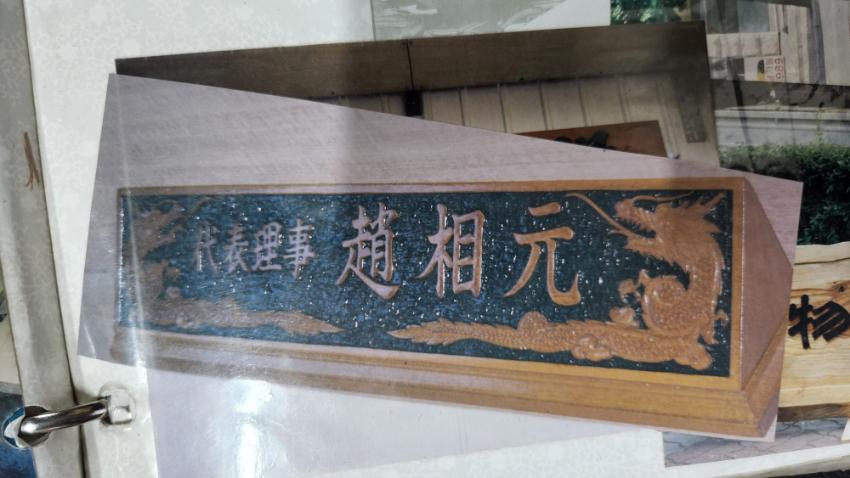 代表理事 趙相元
物